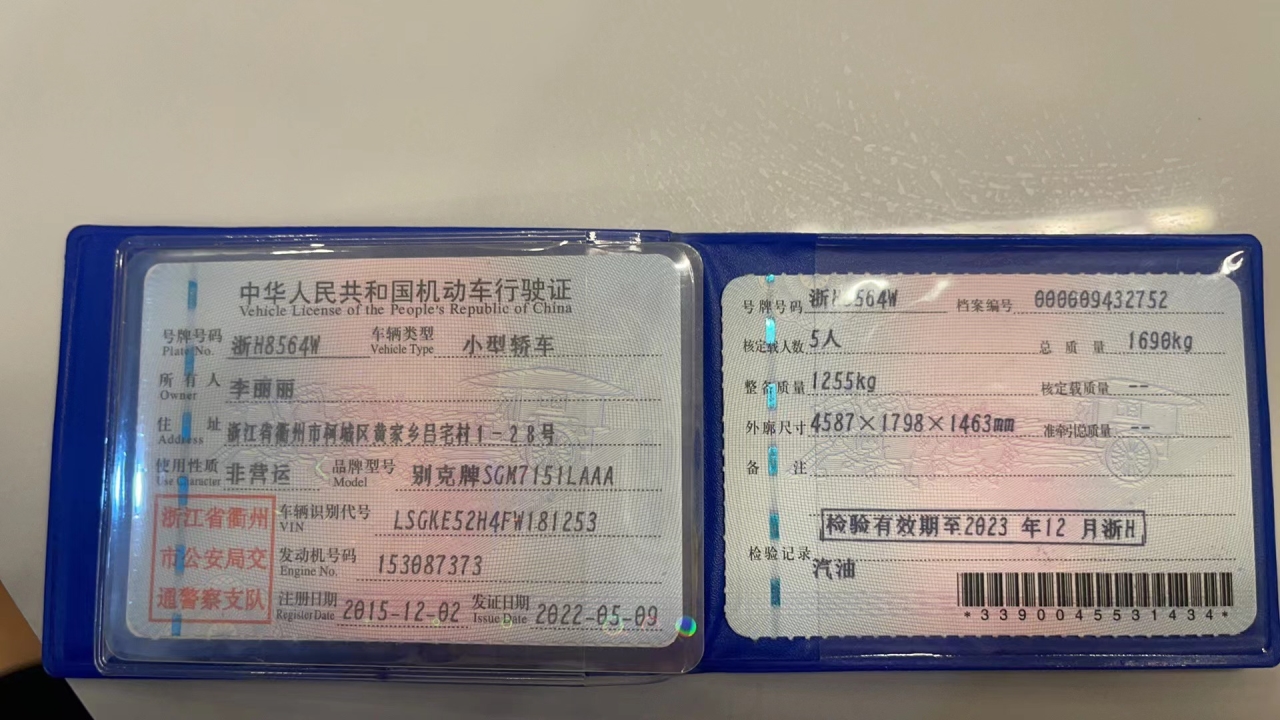 中华人民共和国机动车行驶证
Vehicle License of the People's Republic of China
号牌号码 浙H8564W 车辆类型 小型轿车
Plate No. Vehicle Type
所有人 李丽丽
Owner
住址 浙江省衢州市柯城区黄家乡吕宅村1-28号
Address
使用性质 非营运 品牌型号 别克牌SGM7151LAAA
Use Character Model
浙江省衢州
市公安局交
通警察支队
车辆识别代号 LSGKE52H4FW181253
VIN
发动机号码 153087373
Engine No.
注册日期 2015-12-02 发证日期 2022-05-09
Register Date Issue Date
号牌号码 浙H8564W 档案编号 000609432752
核定载人数 5人 总质量 1690kg
整备质量 1255kg 核定载质量 --
外廓尺寸 4587×1798×1463mm 准牵引总质量 --
备注
检验有效期至2023 年12 月浙H
检验记录
汽油
*3390045531434*